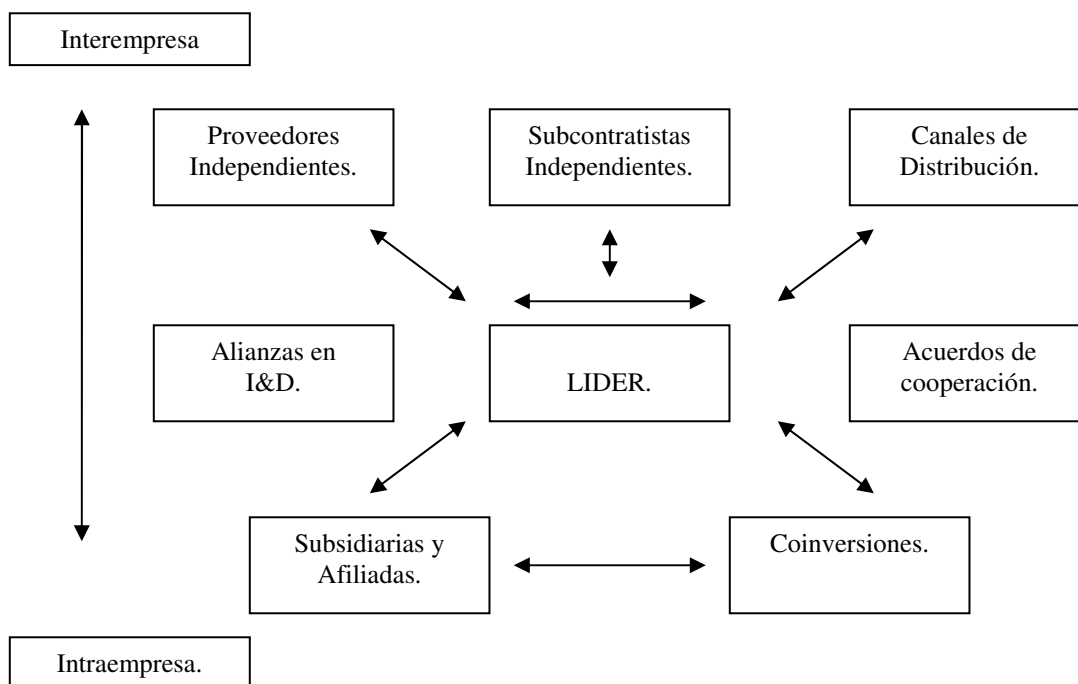 Interempresa
Proveedores
Independientes.
Subcontratistas
Independientes.
Canales de
Distribución.
Alianzas en
I&D.
LIDER.
Acuerdos de
cooperación.
Subsidiarias y
Afiliadas.
Coinversiones.
Intraempresa.